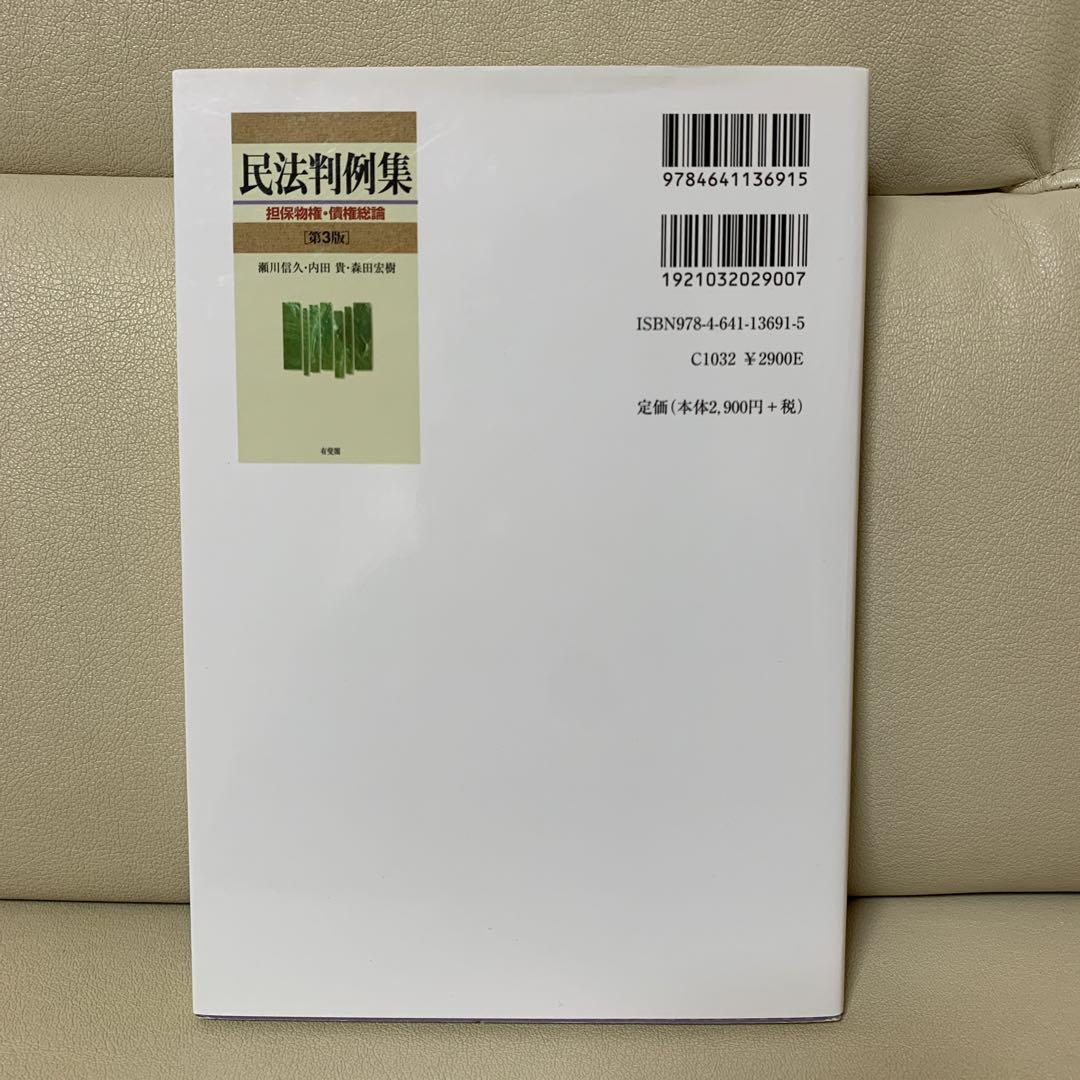 民法判例集
担保物権・債権総論
[第3版]
瀬川信久・内田 貴・森田宏樹
有斐閣
9784641136915
1921032029007
ISBN978-4-641-13691-5
C1032 ¥2900E
定価(本体2,900円+税)